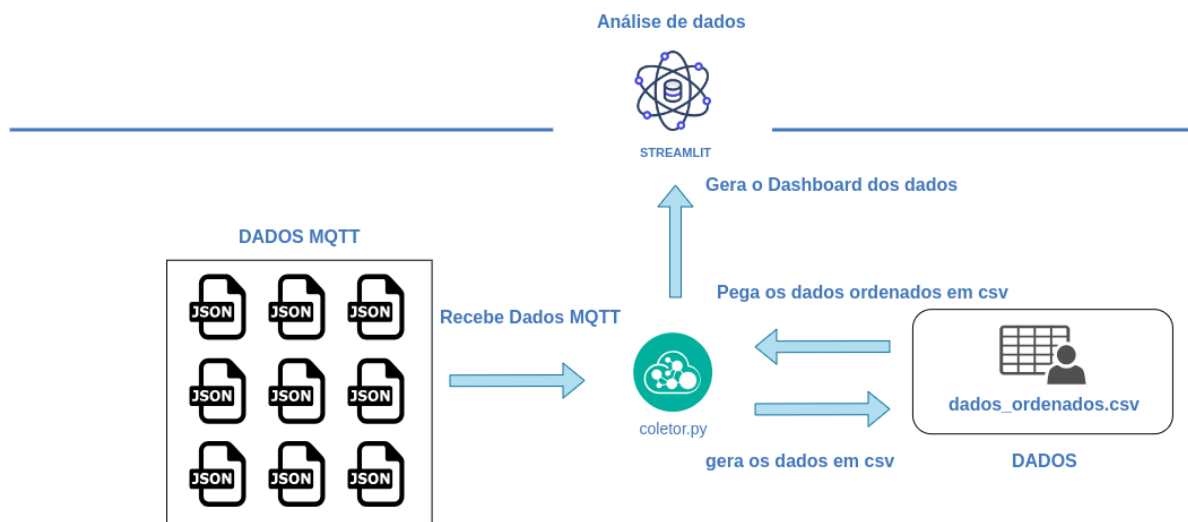 Análise de dados
STREAMLIT
Gera o Dashboard dos dados
DADOS MQTT
JSON JSON JSON
JSON JSON JSON
JSON JSON JSON
Recebe Dados MQTT
coletor.py
Pega os dados ordenados em csv
gera os dados em csv
dados_ordenados.csv
DADOS